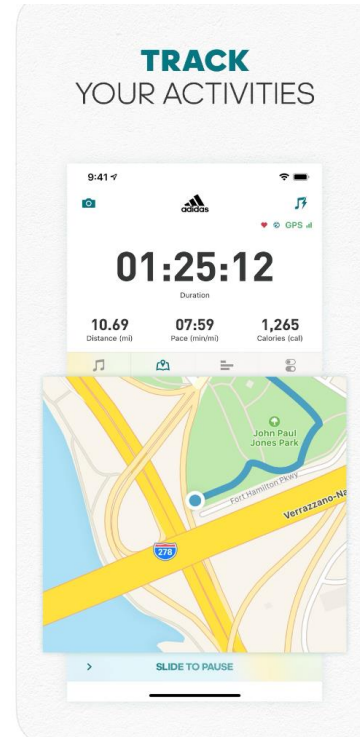 TRACK
YOUR ACTIVITIES
9:41
adidas
GPS
01:25:12
Duration
10.69 07:59 1,265
Distance (mi) Pace (min/mi) Calories (cal)
John Paul
Jones Park
Fort Hamilton Pkwy
Verrazzano-Na
278
SLIDE TO PAUSE